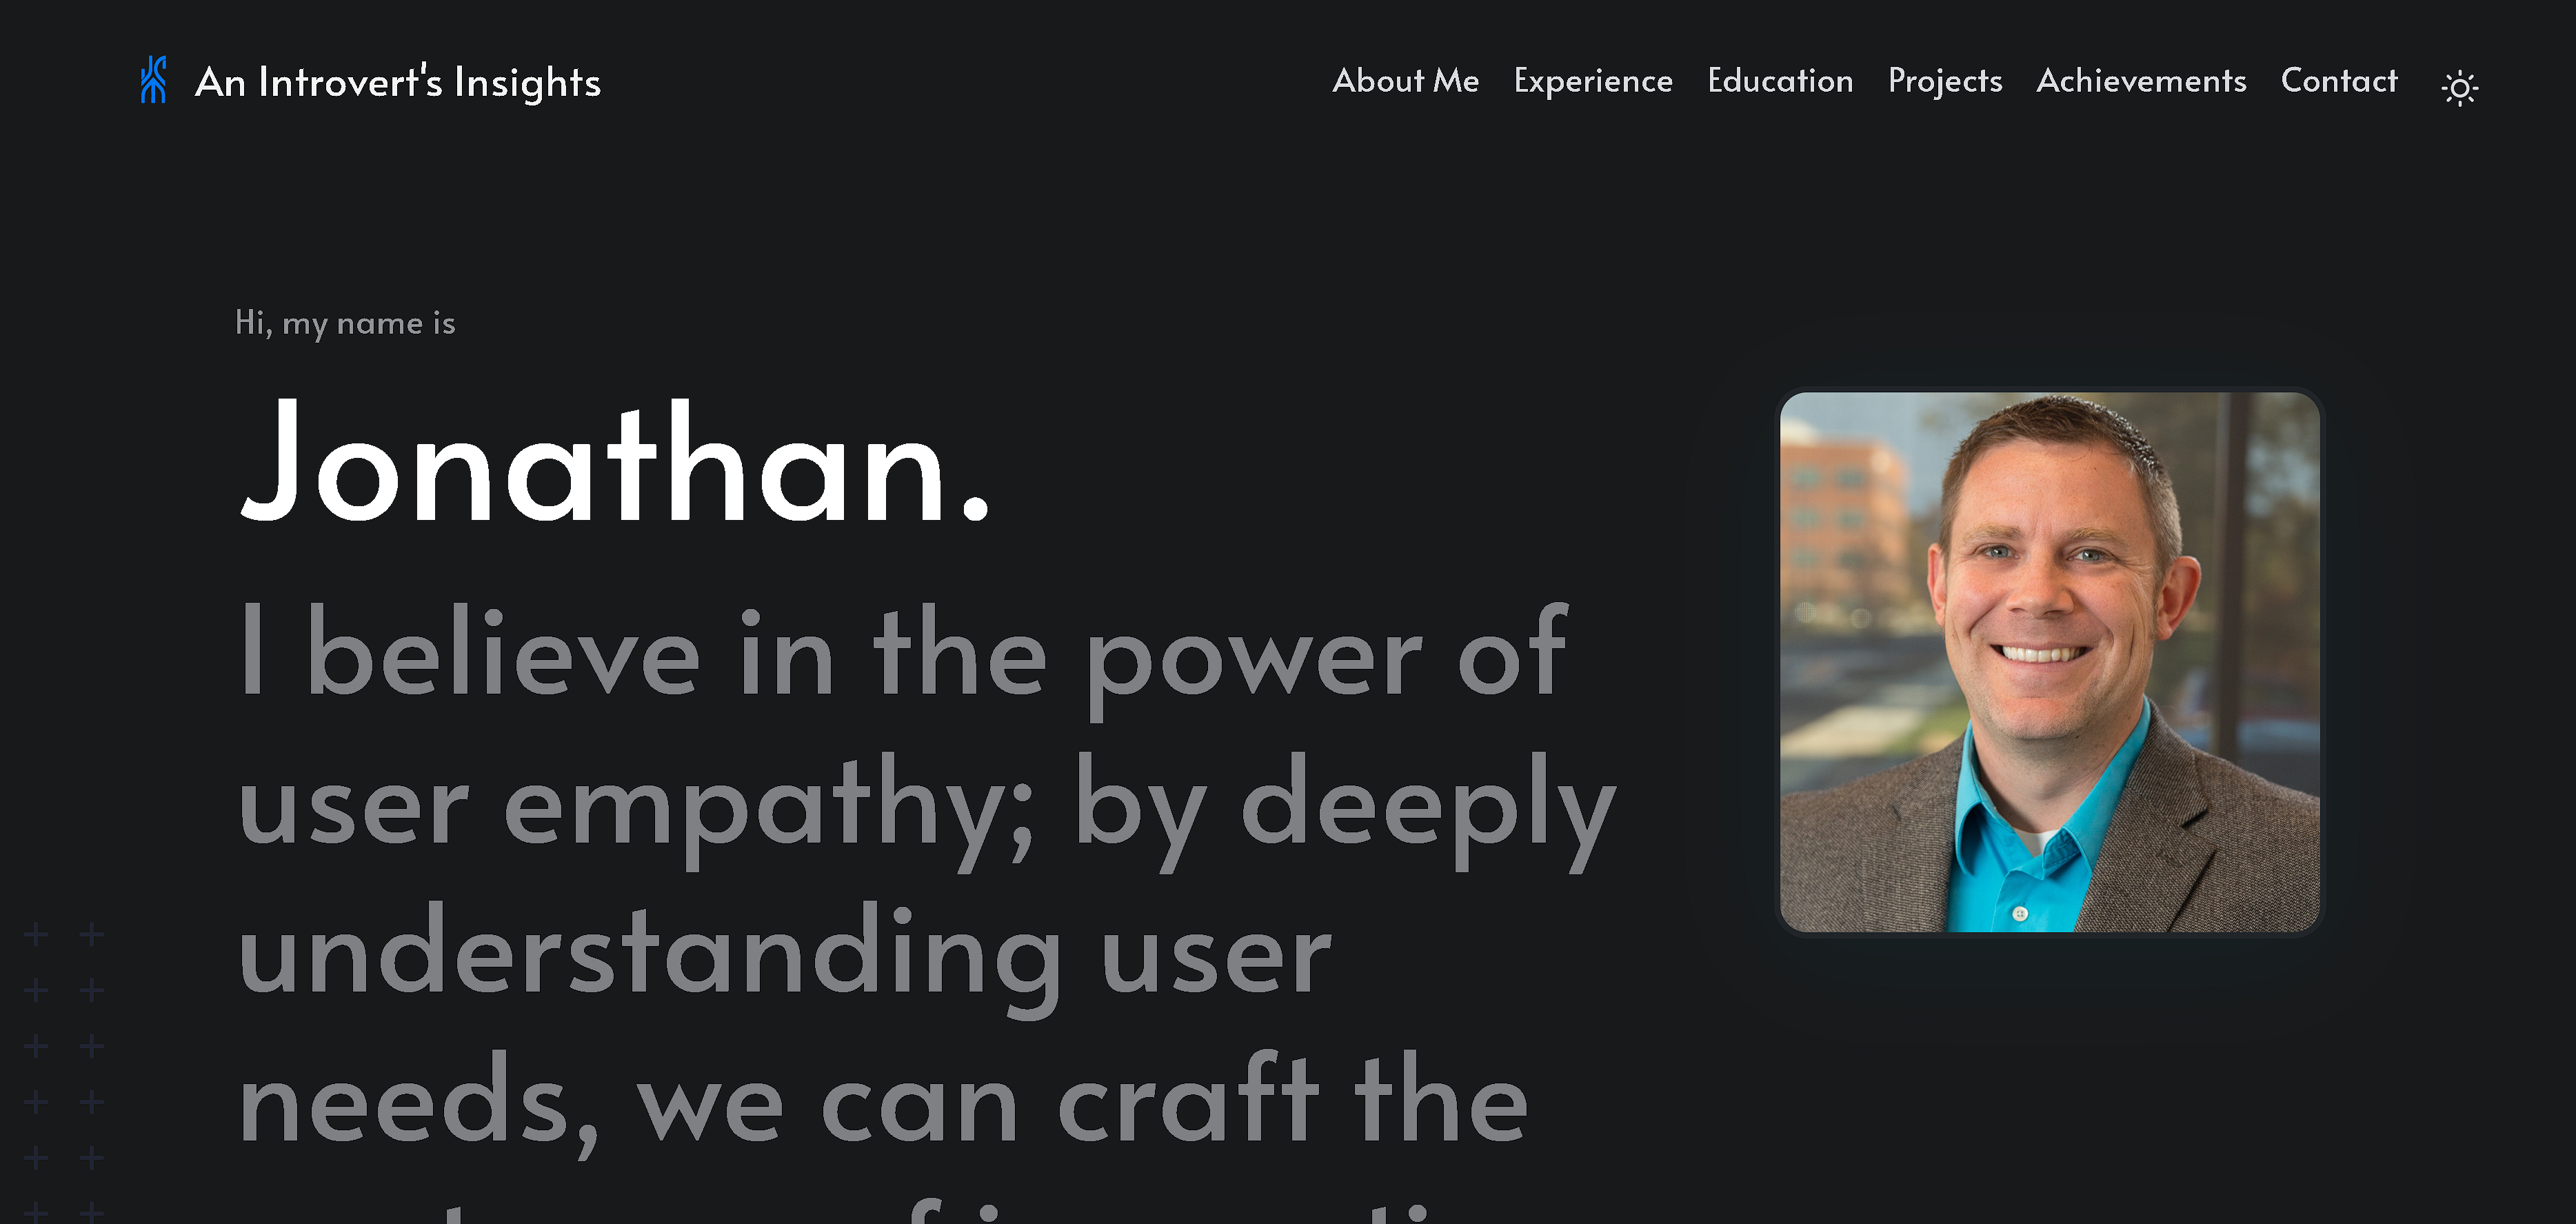 An Introvert's Insights
About Me Experience Education Projects Achievements Contact
Hi, my name is
Jonathan.
I believe in the power of
user empathy; by deeply
understanding user
needs, we can craft the